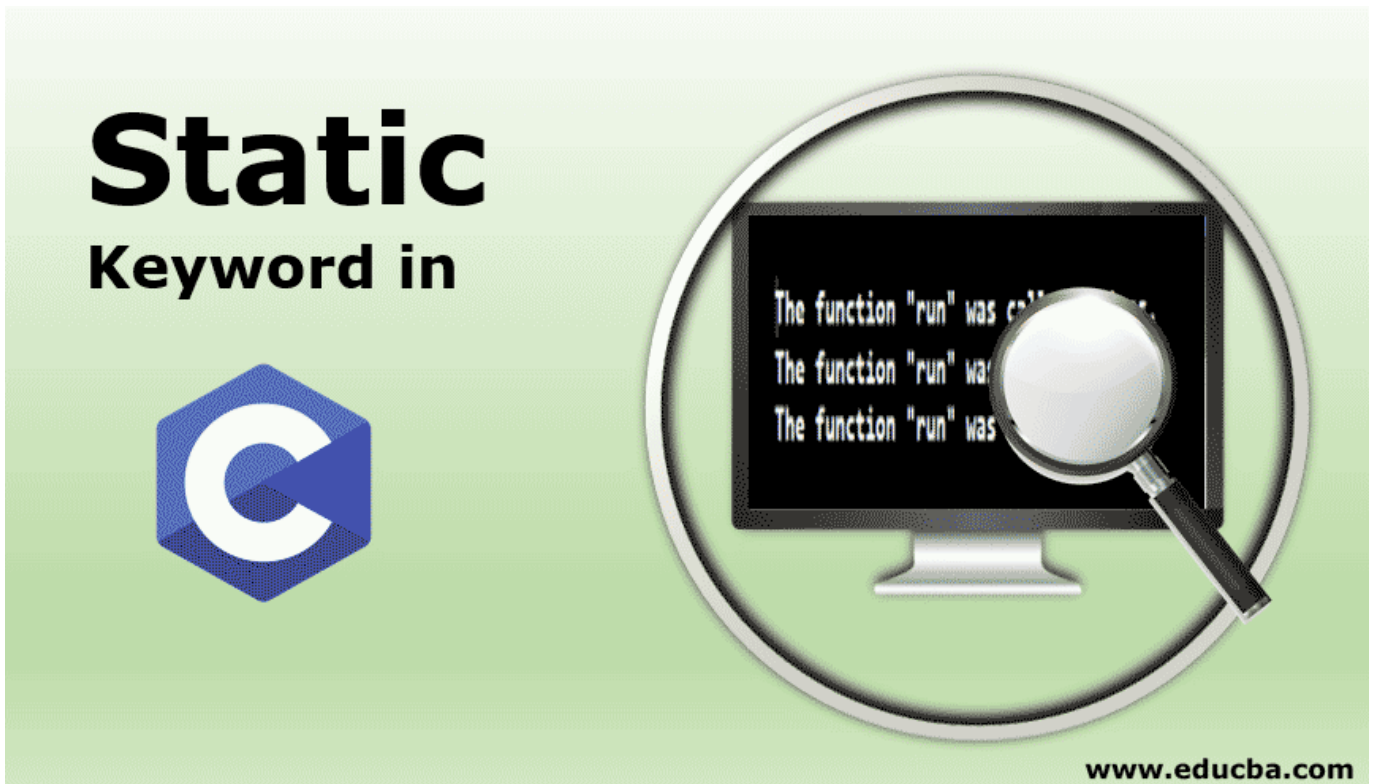 Static
Keyword in
C
The function "run" was
The function "run" was
The function "run" was
www.educba.com